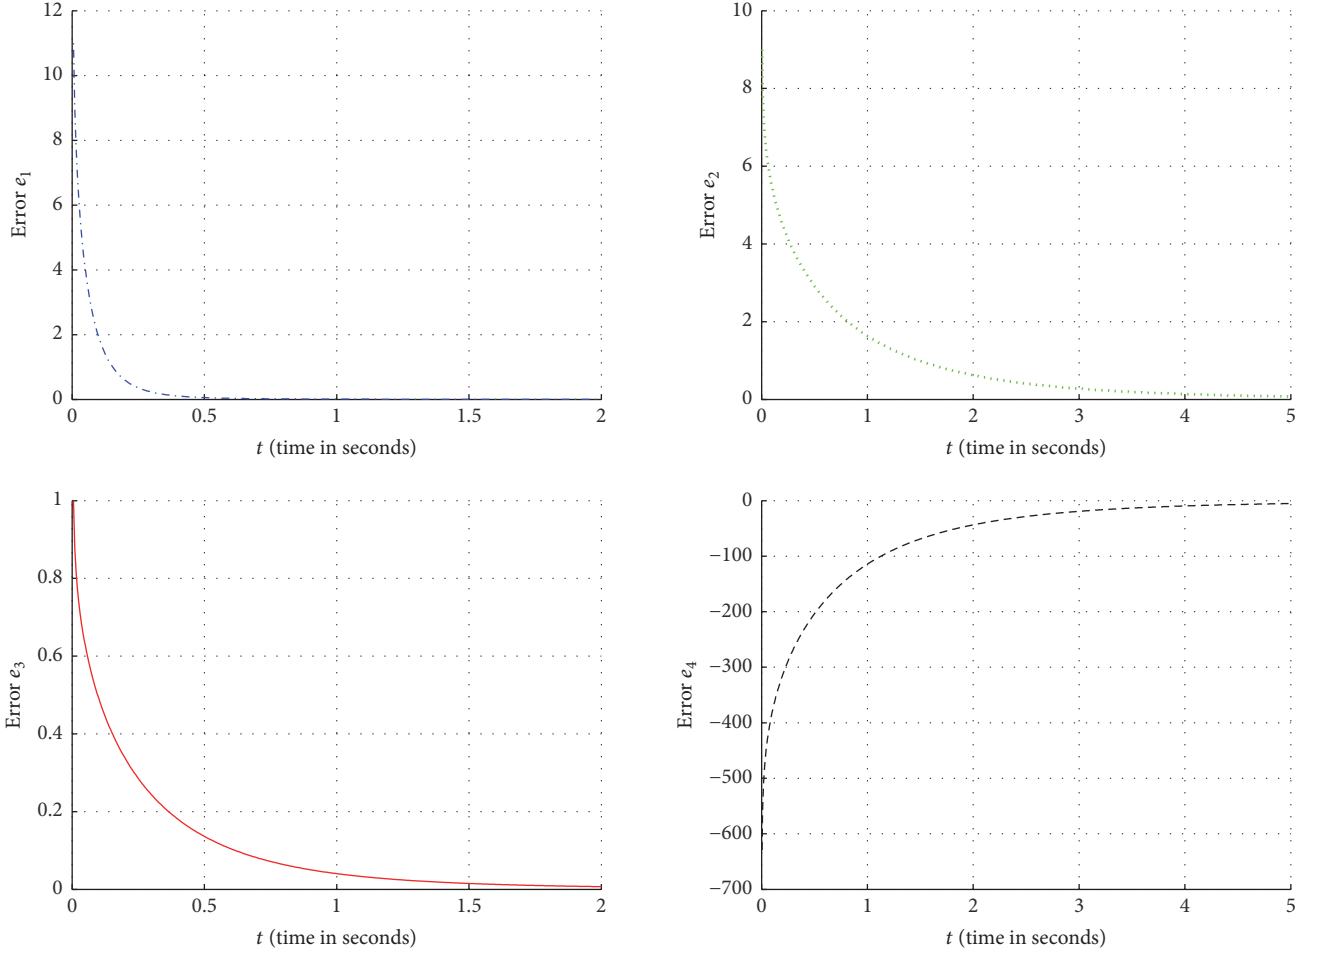 12
10
8
6
4
2
0
Error e1
0 0.5 1 1.5 2
t (time in seconds)
10
8
6
4
2
0
Error e2
0 1 2 3 4 5
t (time in seconds)
1
0.8
0.6
0.4
0.2
0
Error e3
0 0.5 1 1.5 2
t (time in seconds)
0
−100
−200
−300
−400
−500
−600
−700
Error e4
0 1 2 3 4 5
t (time in seconds)